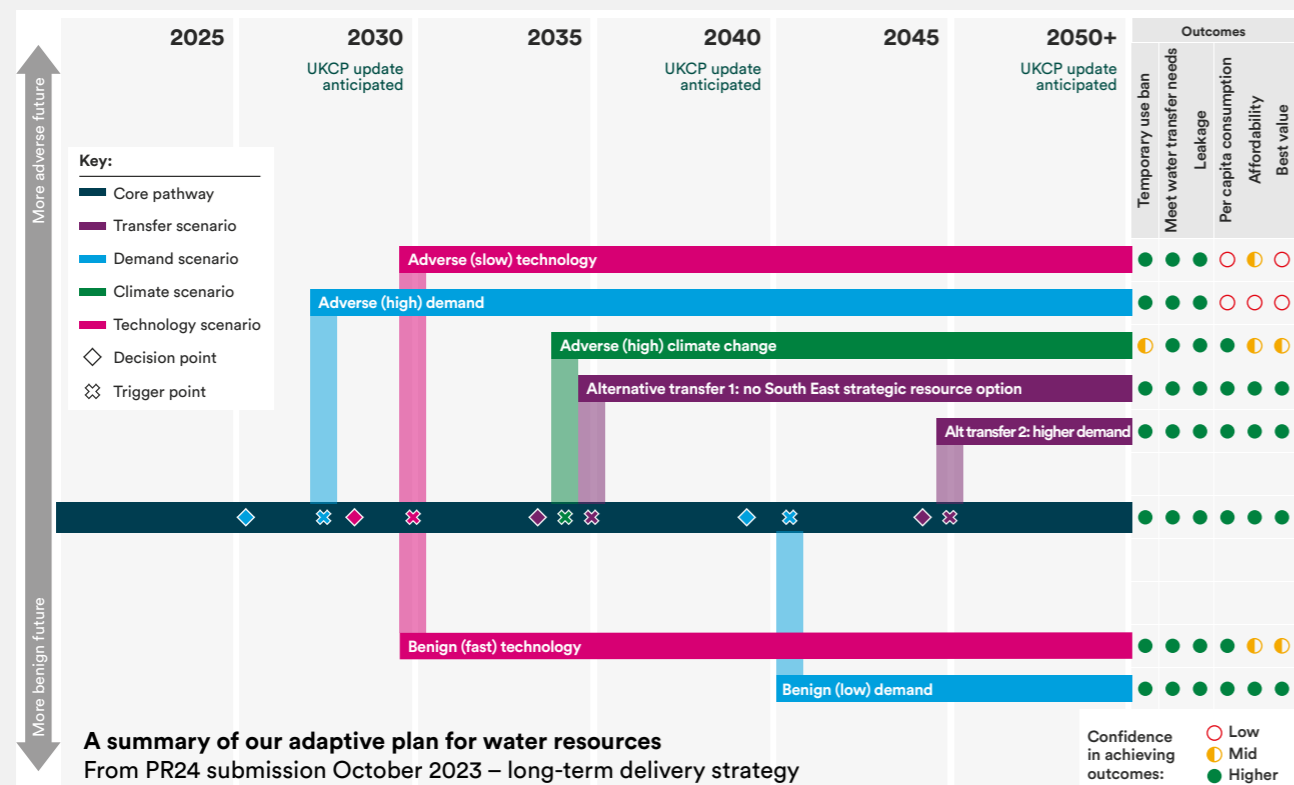 2025
2030
2035
2040
2045
2050+
Outcomes
UKCP update
anticipated
UKCP update
anticipated
UKCP update
anticipated
Temporary use ban
Meet water transfer needs
Leakage
Per capita consumption
Affordability
Best value
More adverse future
Key:
Core pathway
Transfer scenario
Demand scenario
Climate scenario
Technology scenario
Decision point
Trigger point
Adverse (slow) technology
Adverse (high) demand
Adverse (high) climate change
Alternative transfer 1: no South East strategic resource option
Alt transfer 2: higher demand
Benign (fast) technology
Benign (low) demand
More benign future
A summary of our adaptive plan for water resources
From PR24 submission October 2023 – long-term delivery strategy
Confidence
in achieving
outcomes:
Low
Mid
Higher